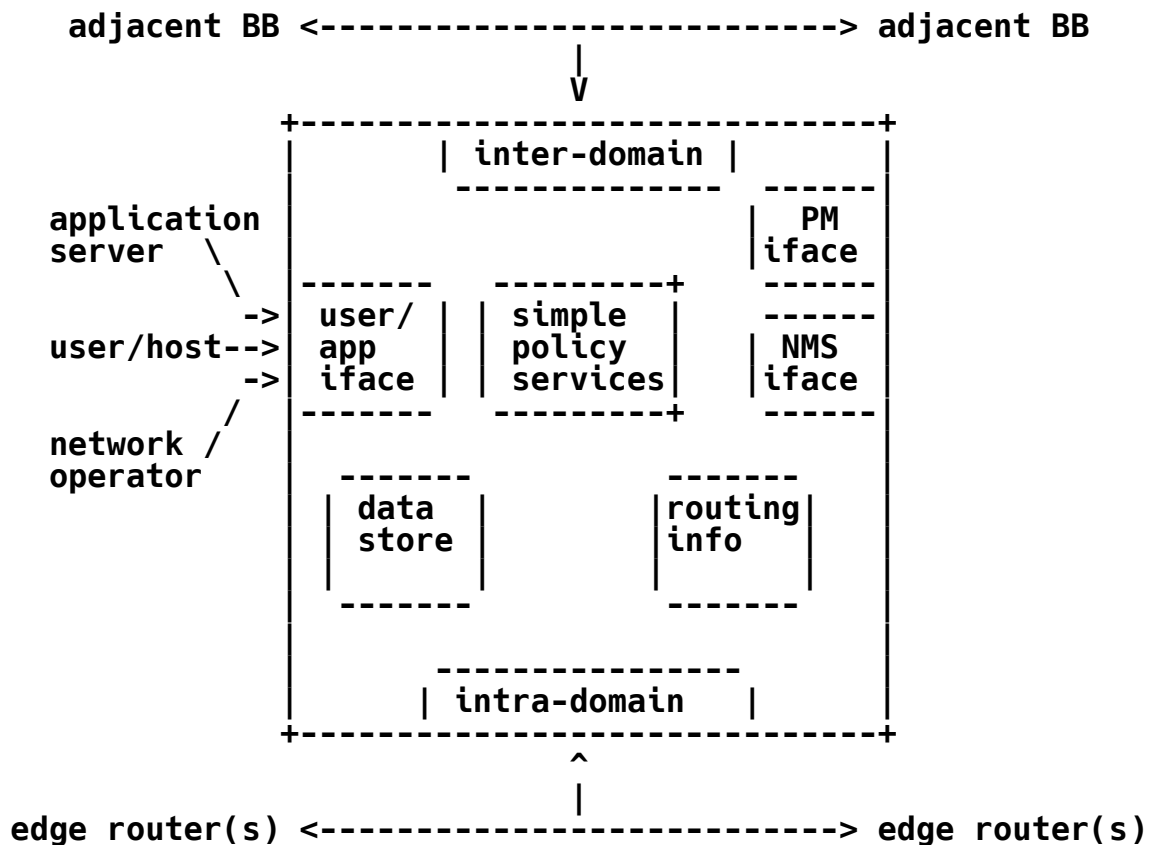 adjacent BB <----------------------------> adjacent BB
|
V
+------------------------------+
| | inter-domain | |
| -------------- ------|
application | | PM |
server \ | |iface |
\ |------- ---------+ ------|
->| user/ | | simple | ------|
user/host-->| app | | policy | | NMS |
->| iface | | services| |iface |
/ |------- ---------+ ------|
network / | |
operator | ------- ------- |
| | data | |routing| |
| | store | |info | |
| | | | | |
| ------- ------- |
| |
| ---------------- |
| | intra-domain | |
+------------------------------+
^
|
edge router(s) <----------------------------> edge router(s)